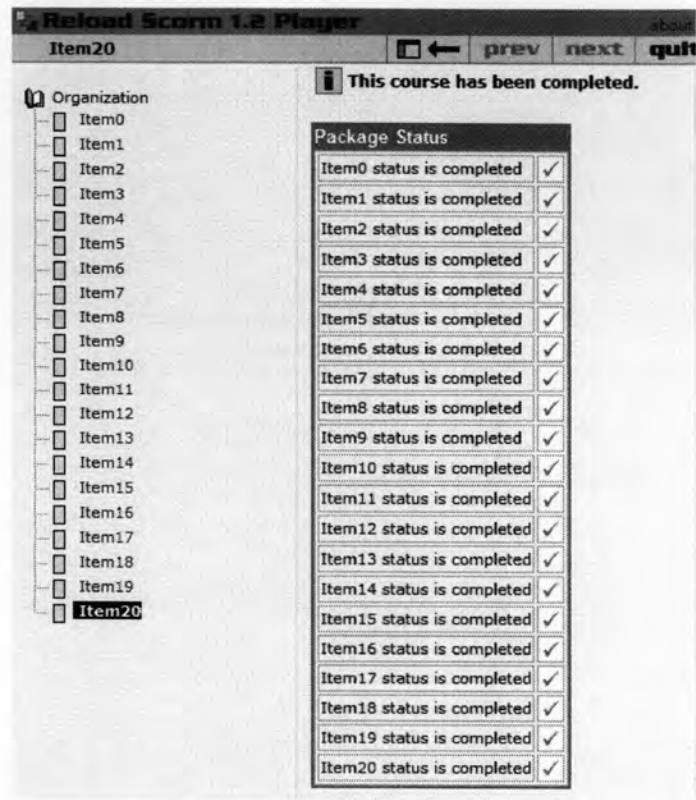 Reload Scorm 1.2 Player
about
Item20
prev
next
quit
This course has been completed.
Organization
Item0
Item1
Item2
Item3
Item4
Item5
Item6
Item7
Item8
Item9
Item10
Item11
Item12
Item13
Item14
Item15
Item16
Item17
Item18
Item19
Item20
Package Status
Item0 status is completed
Item1 status is completed
Item2 status is completed
Item3 status is completed
Item4 status is completed
Item5 status is completed
Item6 status is completed
Item7 status is completed
Item8 status is completed
Item9 status is completed
Item10 status is completed
Item11 status is completed
Item12 status is completed
Item13 status is completed
Item14 status is completed
Item15 status is completed
Item16 status is completed
Item17 status is completed
Item18 status is completed
Item19 status is completed
Item20 status is completed